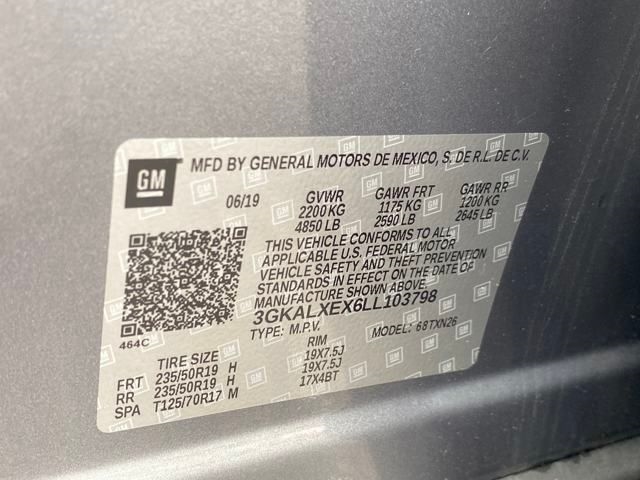 GM MFD BY GENERAL MOTORS DE MEXICO, S. DE R.L. DE C.V.
06/19 GVWR GAWR FRT GAWR RR
2200 KG 1175 KG 1200 KG
4850 LB 2590 LB 2645 LB
THIS VEHICLE CONFORMS TO ALL
APPLICABLE U.S. FEDERAL MOTOR
VEHICLE SAFETY AND THEFT PREVENTION
STANDARDS IN EFFECT ON THE DATE OF
MANUFACTURE SHOWN ABOVE.
3GKALXEX6LL103798
464C TYPE: M.P.V. MODEL: 68TXN26
TIRE SIZE RIM
FRT 235/50R19 H 19X7.5J
RR 235/50R19 H 19X7.5J
SPA T125/70R17 M 17X4BT